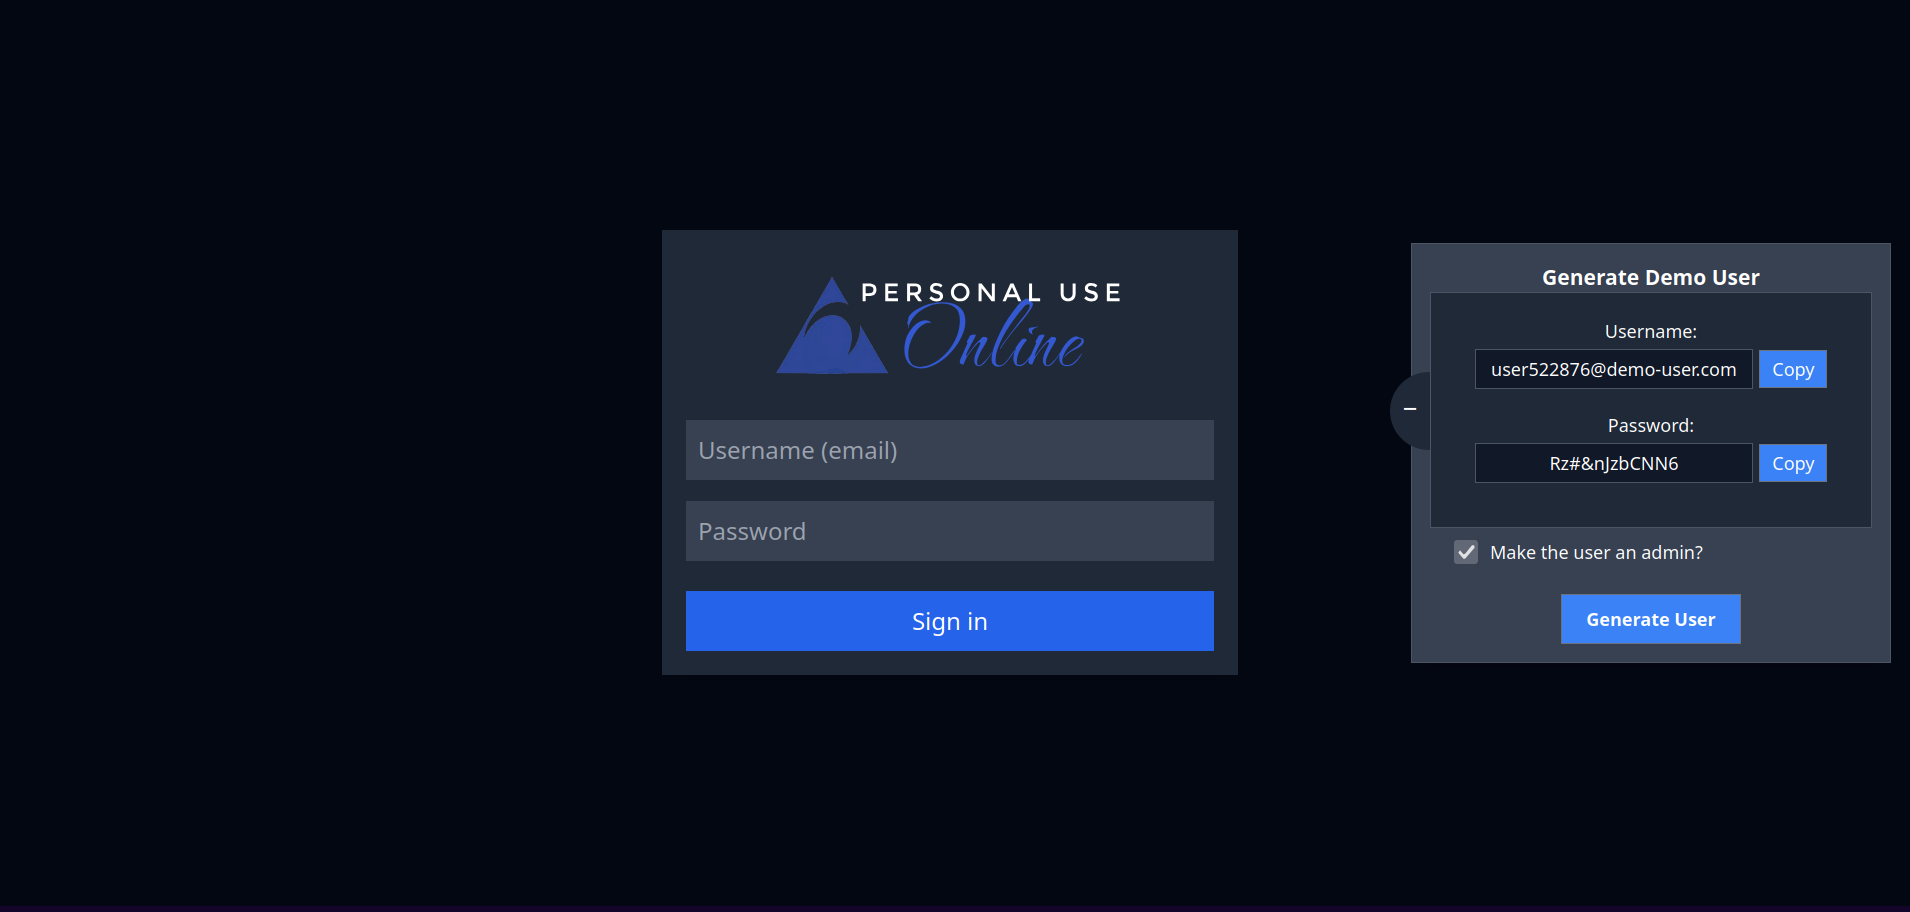 PERSONAL USE
Online
Username (email)
Password
Sign in
Generate Demo User
Username:
user522876@demo-user.com
Copy
Password:
Rz#&nJzbCNN6
Copy
Make the user an admin?
Generate User